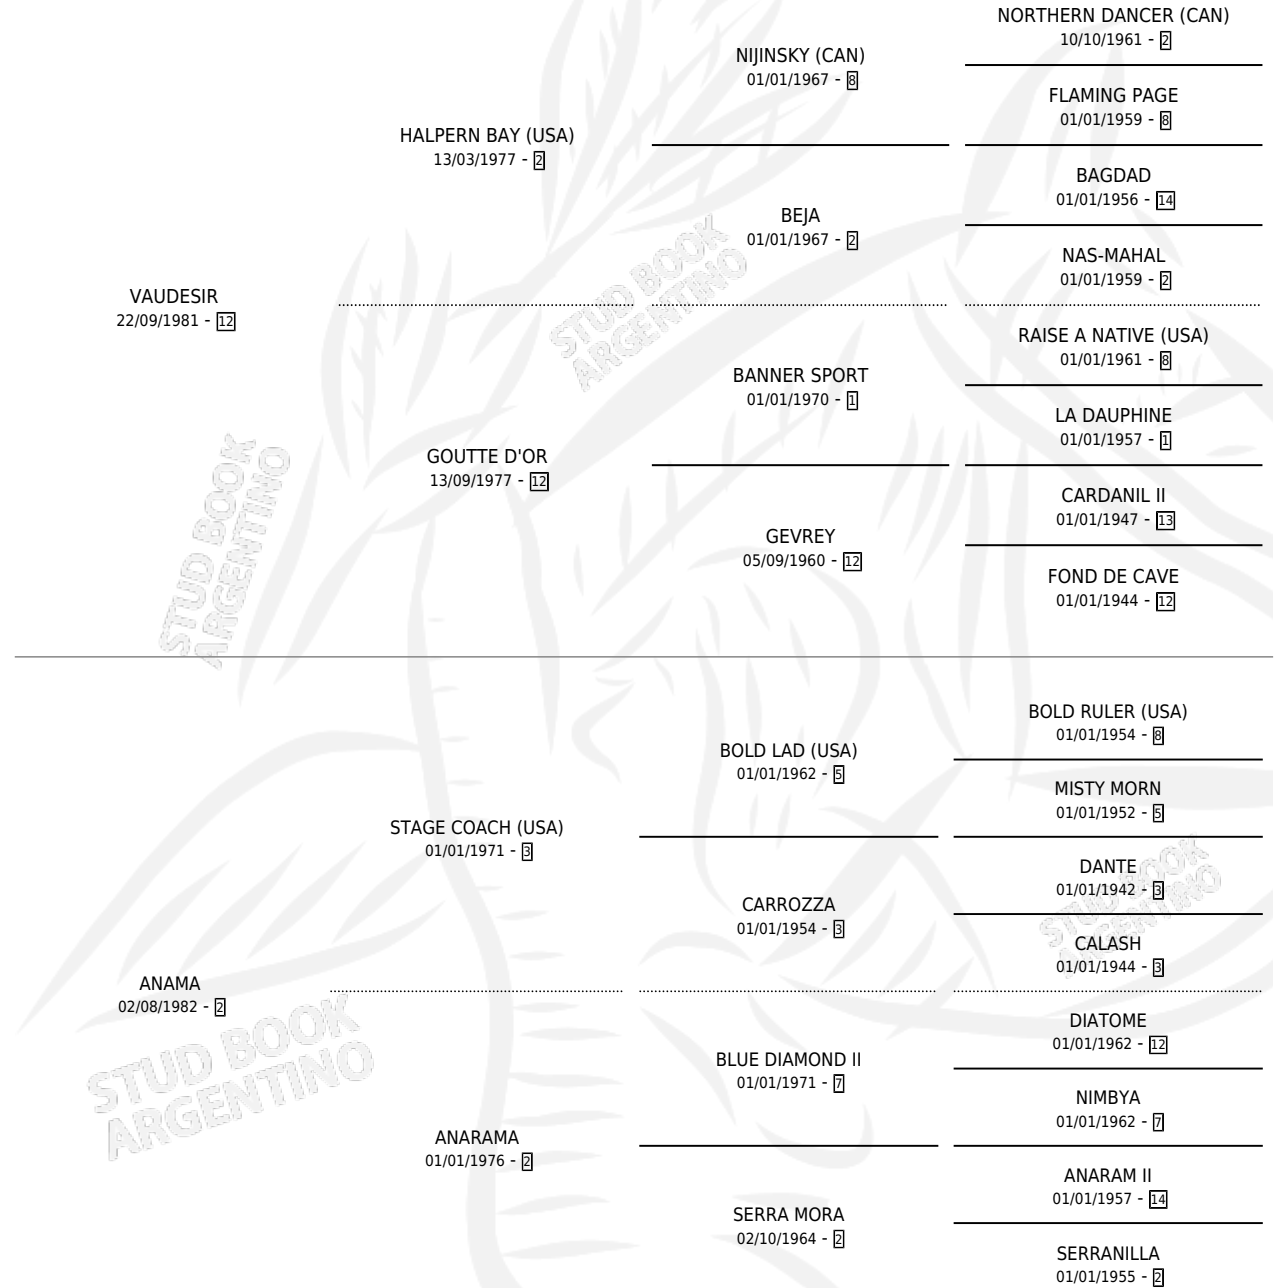 NORTHERN DANCER (CAN)
10/10/1961 - 2
NIJINSKY (CAN)
01/01/1967 - 8
FLAMING PAGE
01/01/1959 - 8
HALPERN BAY (USA)
13/03/1977 - 2
BAGDAD
01/01/1956 - 14
BEJA
01/01/1967 - 2
NAS-MAHAL
01/01/1959 - 2
VAUDESIR
22/09/1981 - 12
RAISE A NATIVE (USA)
01/01/1961 - 8
BANNER SPORT
01/01/1970 - 1
LA DAUPHINE
01/01/1957 - 1
GOUTTE D'OR
13/09/1977 - 12
CARDANIL II
01/01/1947 - 13
GEVREY
05/09/1960 - 12
FOND DE CAVE
01/01/1944 - 12
STUD BOOK
ARGENTINO
STUD BOOK
ARGENTINO
BOLD RULER (USA)
01/01/1954 - 8
BOLD LAD (USA)
01/01/1962 - 5
MISTY MORN
01/01/1952 - 5
STAGE COACH (USA)
01/01/1971 - 3
DANTE
01/01/1942 - 3
CARROZZA
01/01/1954 - 3
CALASH
01/01/1944 - 3
STUD BOOK
ARGENTINO
ANAMA
02/08/1982 - 2
DIATOME
01/01/1962 - 12
BLUE DIAMOND II
01/01/1971 - 7
NIMBYA
01/01/1962 - 7
STUD BOOK
ARGENTINO
ANARAMA
01/01/1976 - 2
ANARAM II
01/01/1957 - 14
SERRA MORA
02/10/1964 - 2
SERRANILLA
01/01/1955 - 2